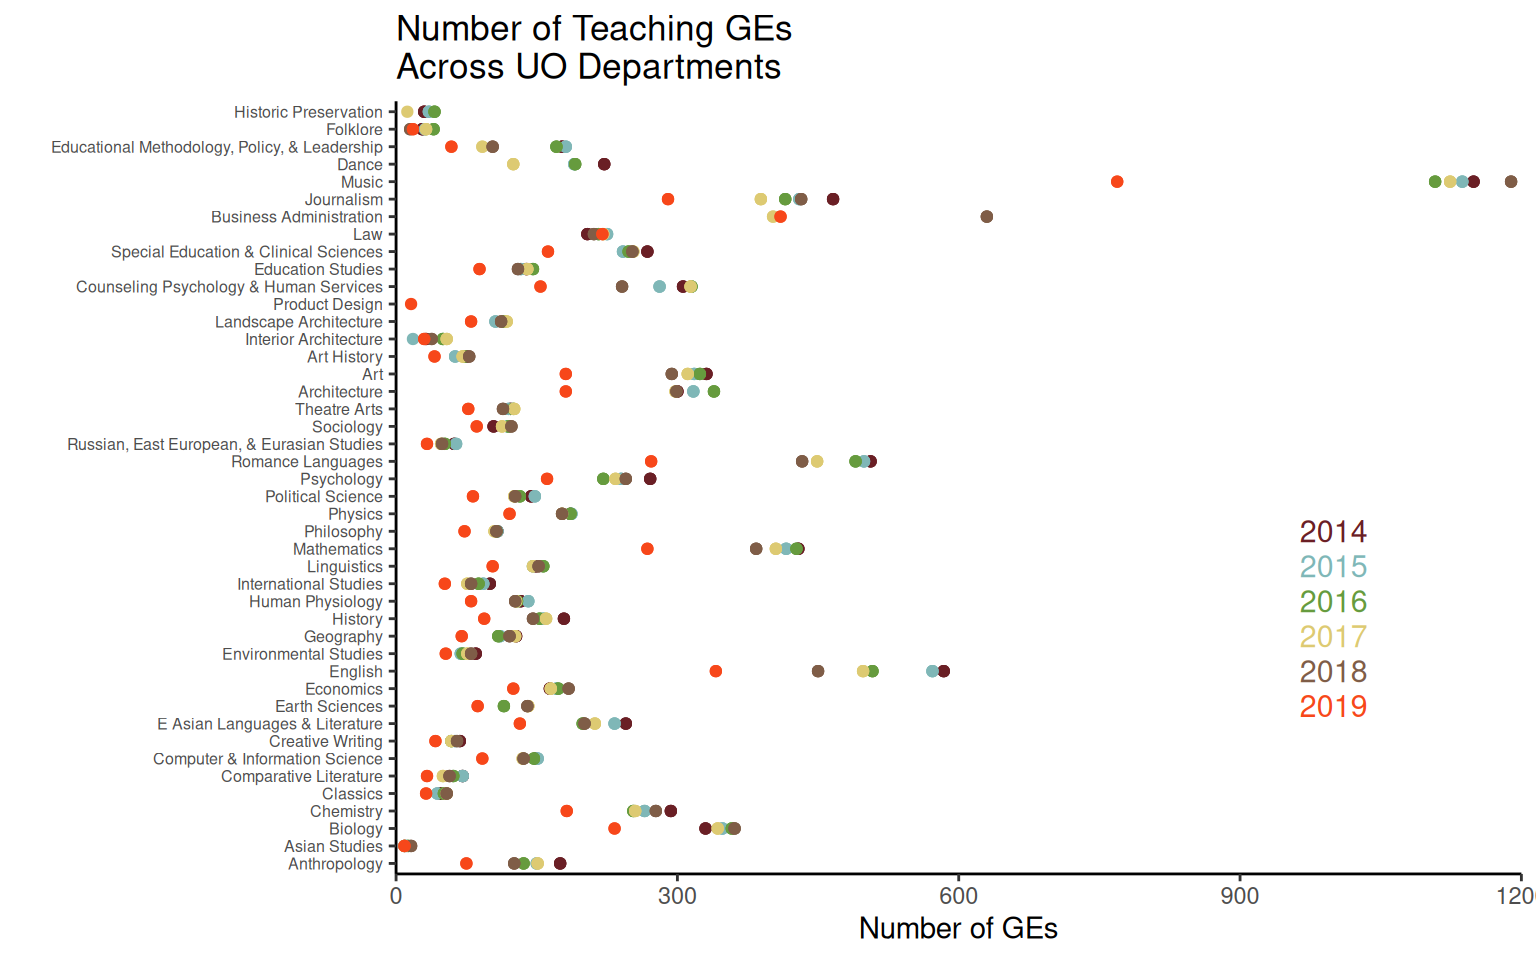 Number of Teaching GEs
Across UO Departments
Historic Preservation
Folklore
Educational Methodology, Policy, & Leadership
Dance
Music
Journalism
Business Administration
Law
Special Education & Clinical Sciences
Education Studies
Counseling Psychology & Human Services
Product Design
Landscape Architecture
Interior Architecture
Art History
Art
Architecture
Theatre Arts
Sociology
Russian, East European, & Eurasian Studies
Romance Languages
Psychology
Political Science
Physics
Philosophy
Mathematics
Linguistics
International Studies
Human Physiology
History
Geography
Environmental Studies
English
Economics
Earth Sciences
E Asian Languages & Literature
Creative Writing
Computer & Information Science
Comparative Literature
Classics
Chemistry
Biology
Asian Studies
Anthropology
2014
2015
2016
2017
2018
2019
0 300 600 900 120
Number of GEs